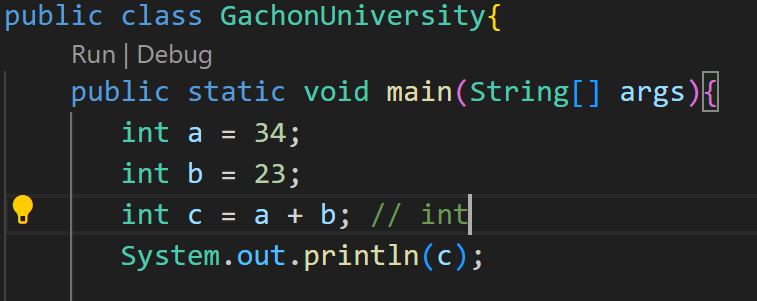 public class GachonUniversity{
Run | Debug
public static void main(String[] args){
int a = 34;
int b = 23;
int c = a + b; // int
System.out.println(c);